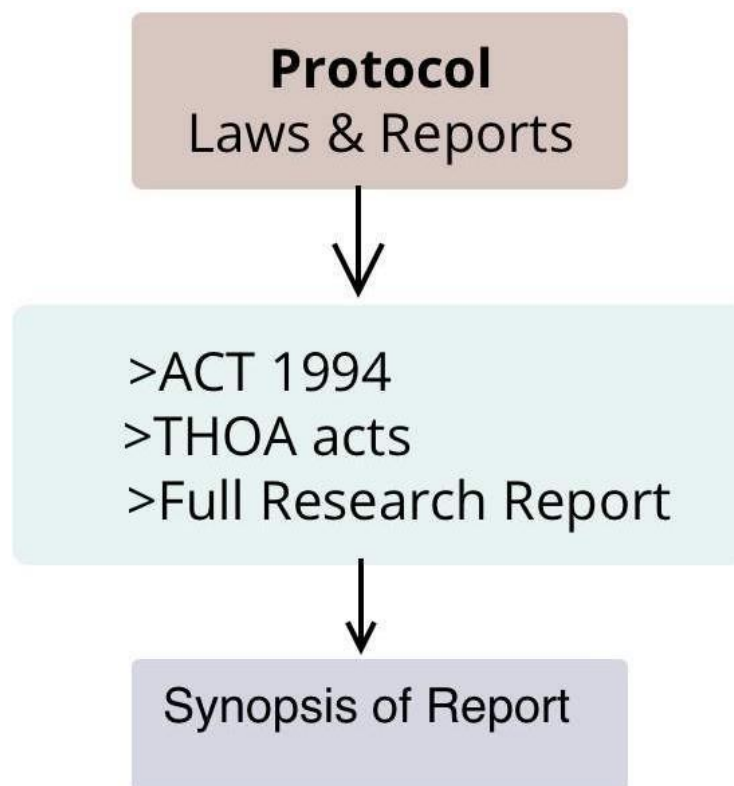 Protocol
Laws & Reports
>ACT 1994
>THOA acts
>Full Research Report
Synopsis of Report